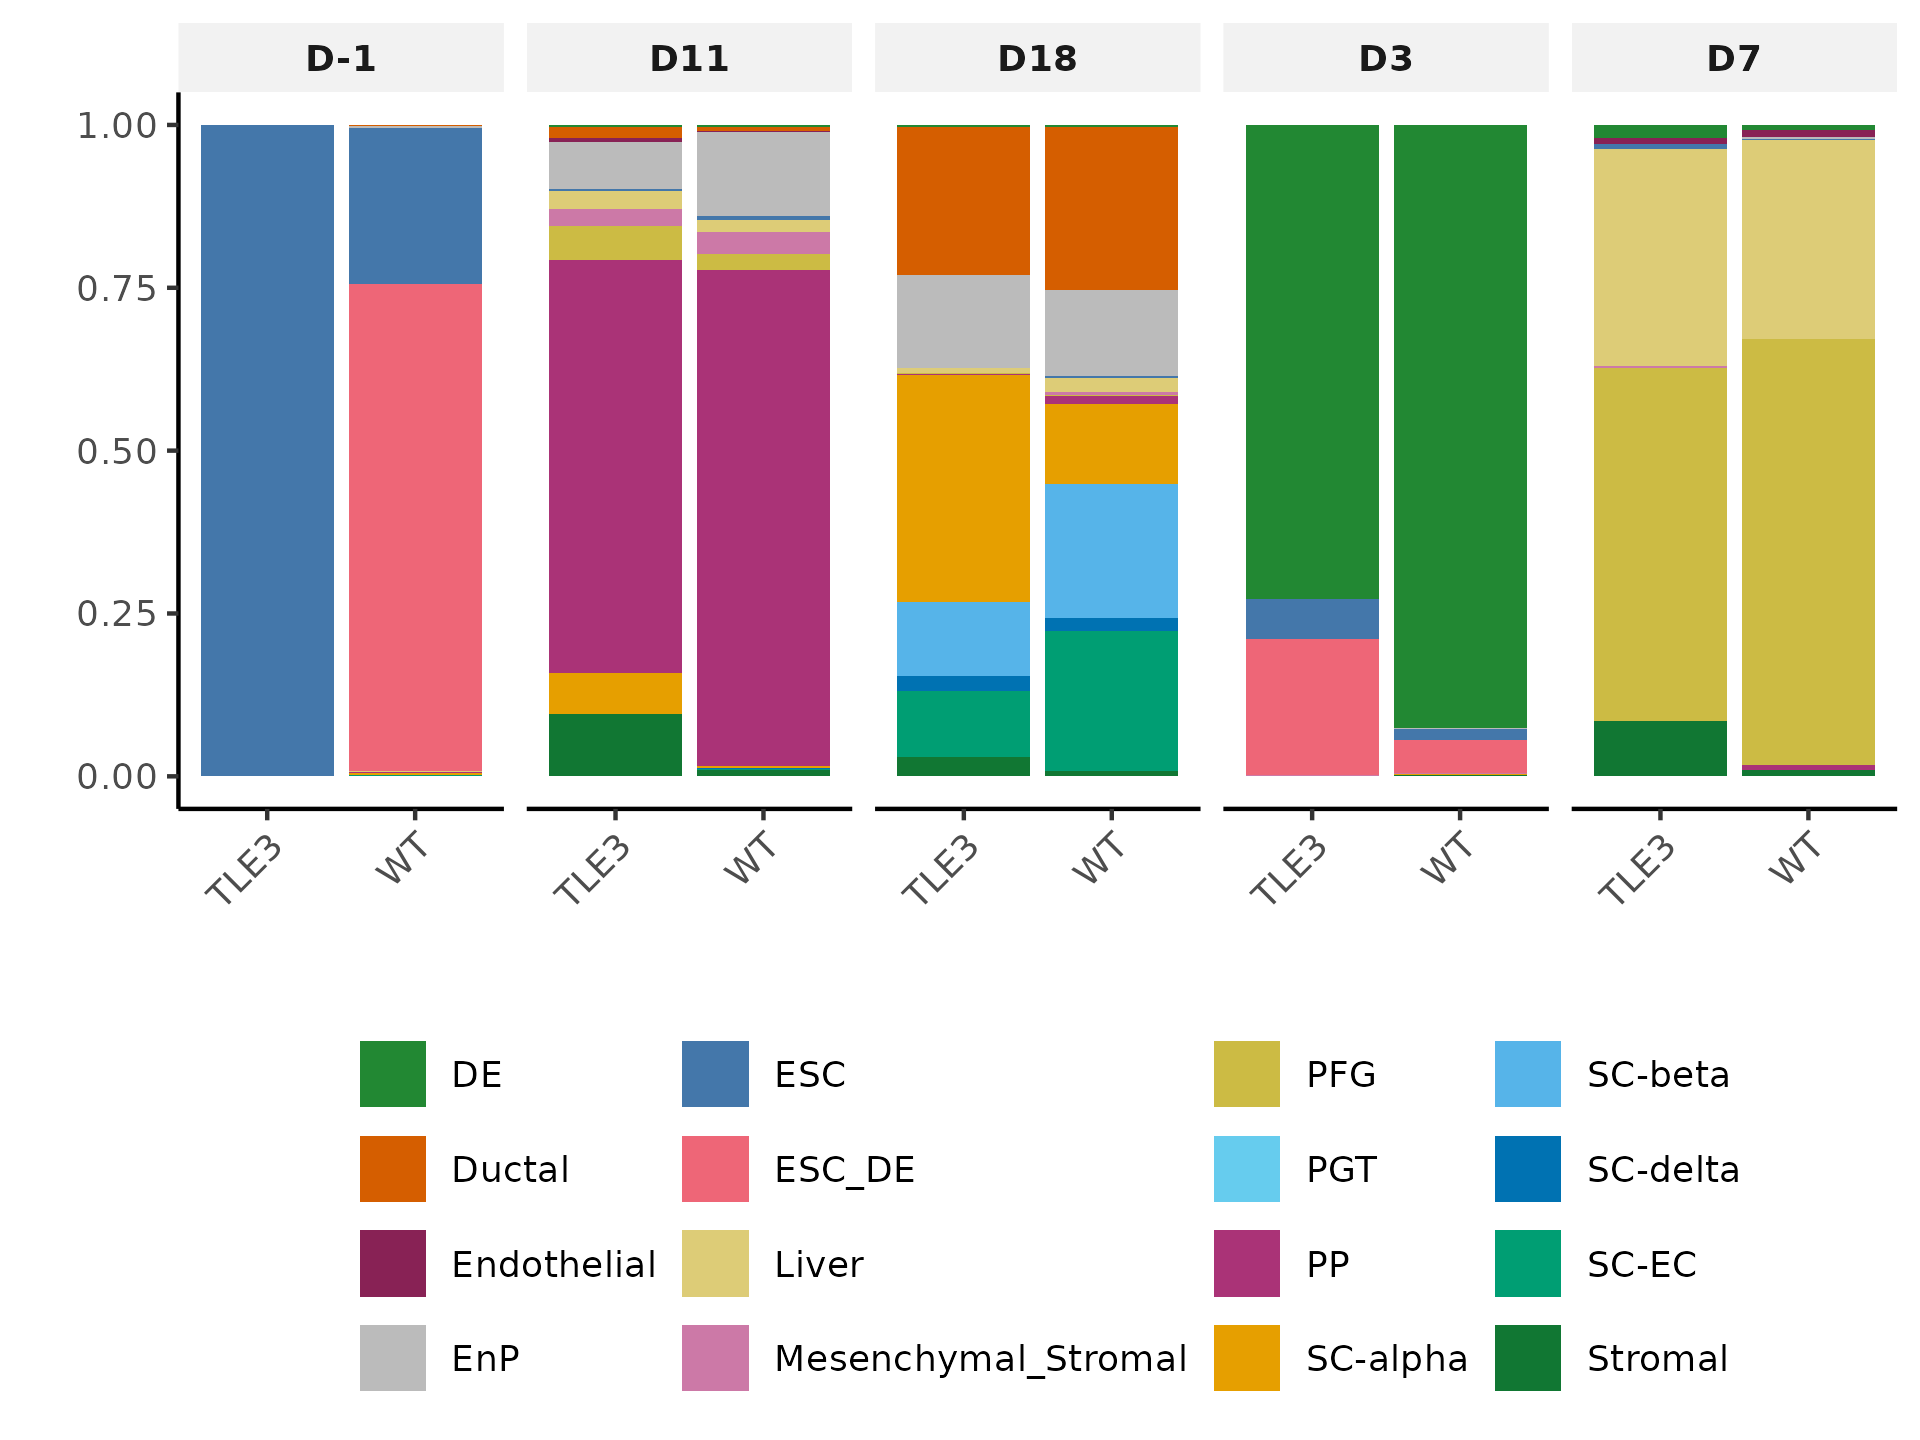 D-1 D11 D18 D3 D7
1.00
0.75
0.50
0.25
0.00
TLE3 WT TLE3 WT TLE3 WT TLE3 WT TLE3 WT
DE ESC PFG SC-beta
Ductal ESC_DE PGT SC-delta
Endothelial Liver PP SC-EC
EnP Mesenchymal_Stromal SC-alpha Stromal